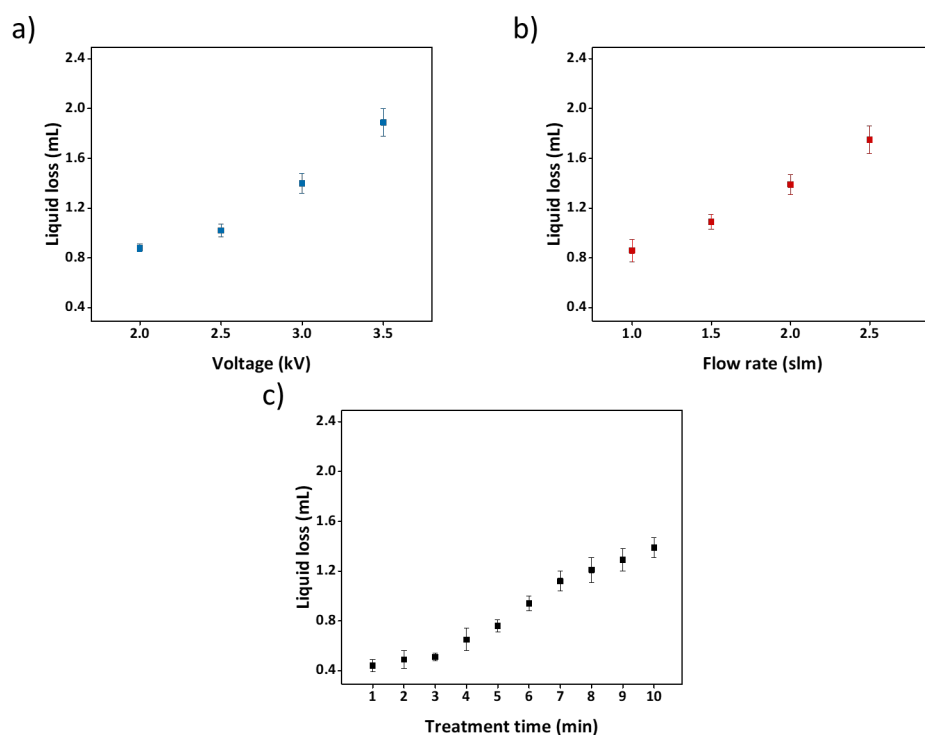 a)
2.4
2.0
1.6
1.2
0.8
0.4
Liquid loss (mL)
2.0 2.5 3.0 3.5
Voltage (kV)
b)
2.4
2.0
1.6
1.2
0.8
0.4
Liquid loss (mL)
1.0 1.5 2.0 2.5
Flow rate (slm)
c)
2.4
2.0
1.6
1.2
0.8
0.4
Liquid loss (mL)
1 2 3 4 5 6 7 8 9 10
Treatment time (min)